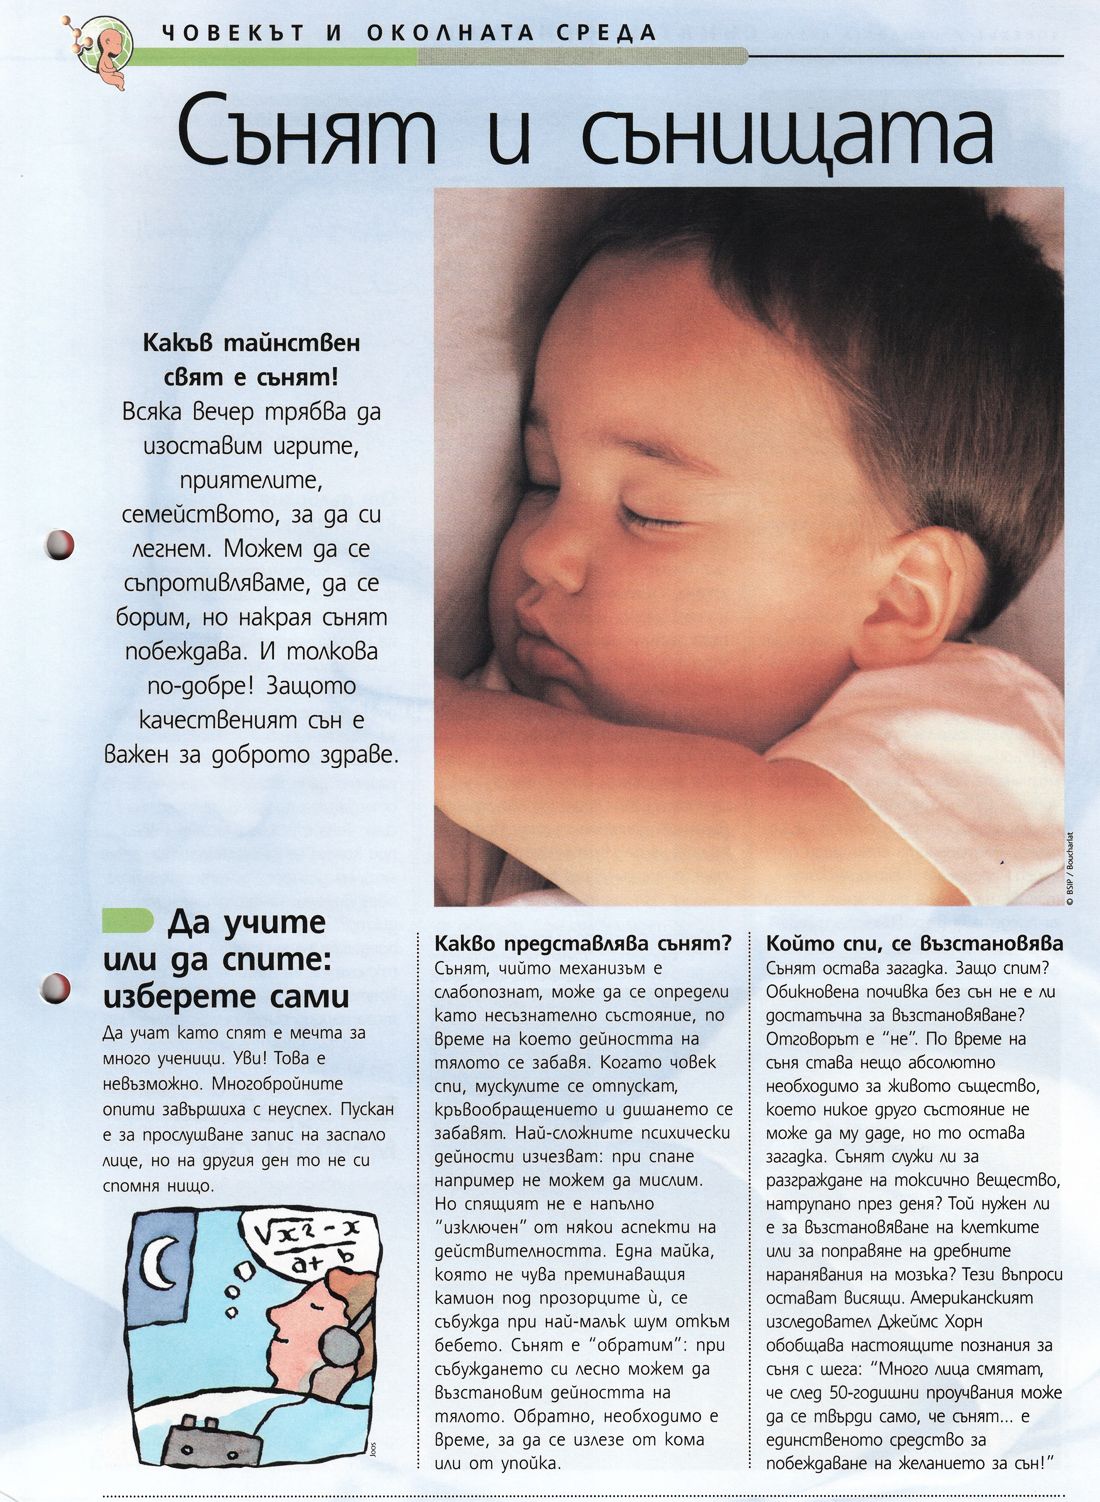 ЧОВЕКЪТ И ОКОЛНАТА СРЕДА
Сънят и сънищата
Какъв тайнствен
свят е сънят!
Всяка вечер трябва да
изоставим игрите,
приятелите,
семейството, за да си
легнем. Можем да се
съпротивляваме, да се
борим, но накрая сънят
побеждава. И толкова
по-добре! Защото
качественият сън е
важен за доброто здраве.
© BSIP / Boucharlat
Да учите
или да спите:
изберете сами
Да учат като спят е мечта за
много ученици. Уви! Това е
невъзможно. Многобройните
опити завършиха с неуспех. Пускан
е за прослушване запис на заспало
лице, но на другия ден то не си
спомня нищо.
√x² - x
a + b
Joos
Какво представлява сънят?
Сънят, чийто механизъм е
слабопознат, може да се определи
като несъзнателно състояние, по
време на което дейността на
тялото се забавя. Когато човек
спи, мускулите се отпускат,
кръвообращението и дишането се
забавят. Най-сложните психически
дейности изчезват: при спане
например не можем да мислим.
Но спящият не е напълно
“изключен” от някои аспекти на
действителността. Една майка,
която не чува преминаващия
камион под прозорците ѝ, се
събужда при най-малък шум откъм
бебето. Сънят е “обратим”: при
събуждането си лесно можем да
възстановим дейността на
тялото. Обратно, необходимо е
време, за да се излезе от кома
или от упойка.
Който спи, се възстановява
Сънят остава загадка. Защо спим?
Обикновена почивка без сън не е ли
достатъчна за възстановяване?
Отговорът е “не”. По време на
съня става нещо абсолютно
необходимо за живото същество,
което никое друго състояние не
може да му даде, но то остава
загадка. Сънят служи ли за
разграждане на токсично вещество,
натрупано през деня? Той нужен ли
е за възстановяване на клетките
или за поправяне на дребните
наранявания на мозъка? Тези въпроси
остават висящи. Американският
изследовател Джеймс Хорн
обобщава настоящите познания за
съня с шега: “Много лица смятат,
че след 50-годишни проучвания може
да се твърди само, че сънят... е
единственото средство за
побеждаване на желанието за сън!”